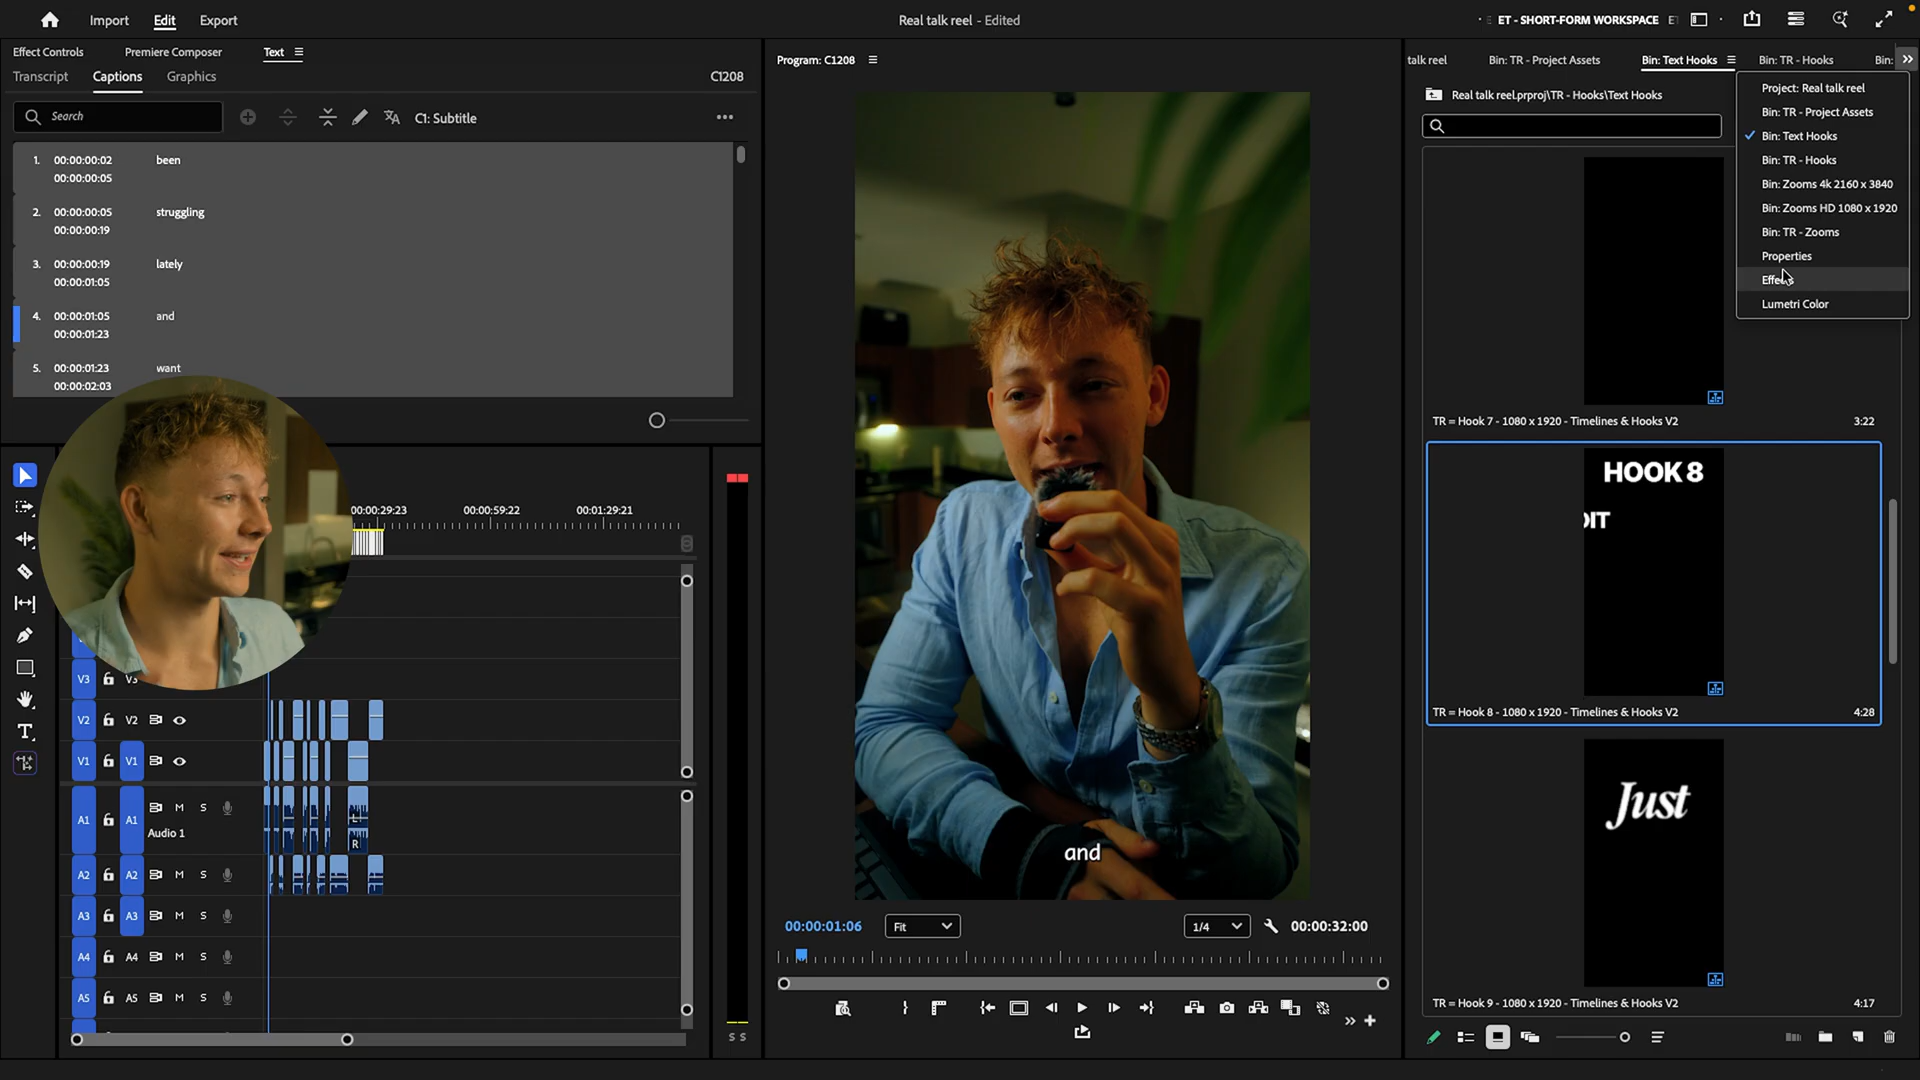 Import
Edit
Export
Real talk reel - Edited
ET - SHORT-FORM WORKSPACE
Effect Controls
Premiere Composer
Text
Transcript
Captions
Graphics
C1208
Search
C1: Subtitle
1. 00:00:00:02 been
00:00:00:05
2. 00:00:00:05 struggling
00:00:00:19
3. 00:00:00:19 lately
00:00:01:05
4. 00:00:01:05 and
00:00:01:23
5. 00:00:01:23 want
00:00:02:03
00:00:29:23
00:00:59:22
00:01:29:21
V3
V2 V2
V1 V1
A1 A1 M S
Audio 1
L
R
A2 A2 M S
A3 A3 M S
A4 A4 M S
A5 A5 M S
S S
Program: C1208
and
00:00:01:06
Fit
1/4
00:00:32:00
talk reel
Bin: TR - Project Assets
Bin: Text Hooks
Bin: TR - Hooks
Bin:
Real talk reel.prproj\TR - Hooks\Text Hooks
Project: Real talk reel
Bin: TR - Project Assets
Bin: Text Hooks
Bin: TR - Hooks
Bin: Zooms 4k 2160 x 3840
Bin: Zooms HD 1080 x 1920
Bin: TR - Zooms
Properties
Effects
Lumetri Color
TR = Hook 7 - 1080 x 1920 - Timelines & Hooks V2 3:22
HOOK 8
DIT
TR = Hook 8 - 1080 x 1920 - Timelines & Hooks V2 4:28
Just
TR = Hook 9 - 1080 x 1920 - Timelines & Hooks V2 4:17